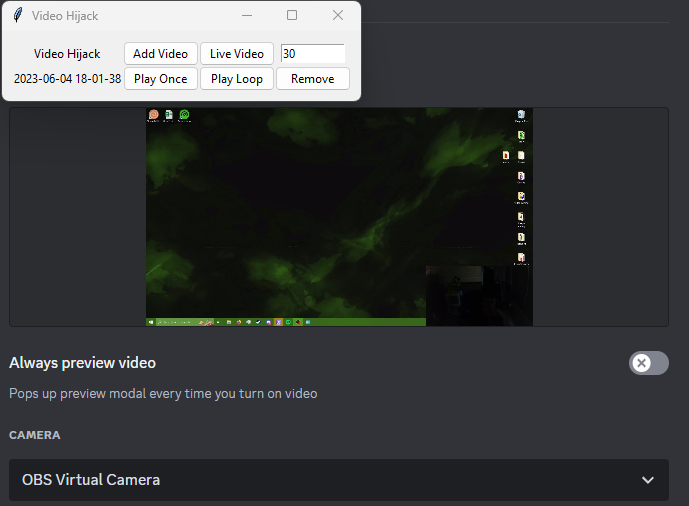 Video Hijack
Video Hijack Add Video Live Video 30
2023-06-04 18-01-38 Play Once Play Loop Remove
Always preview video
Pops up preview modal every time you turn on video
CAMERA
OBS Virtual Camera